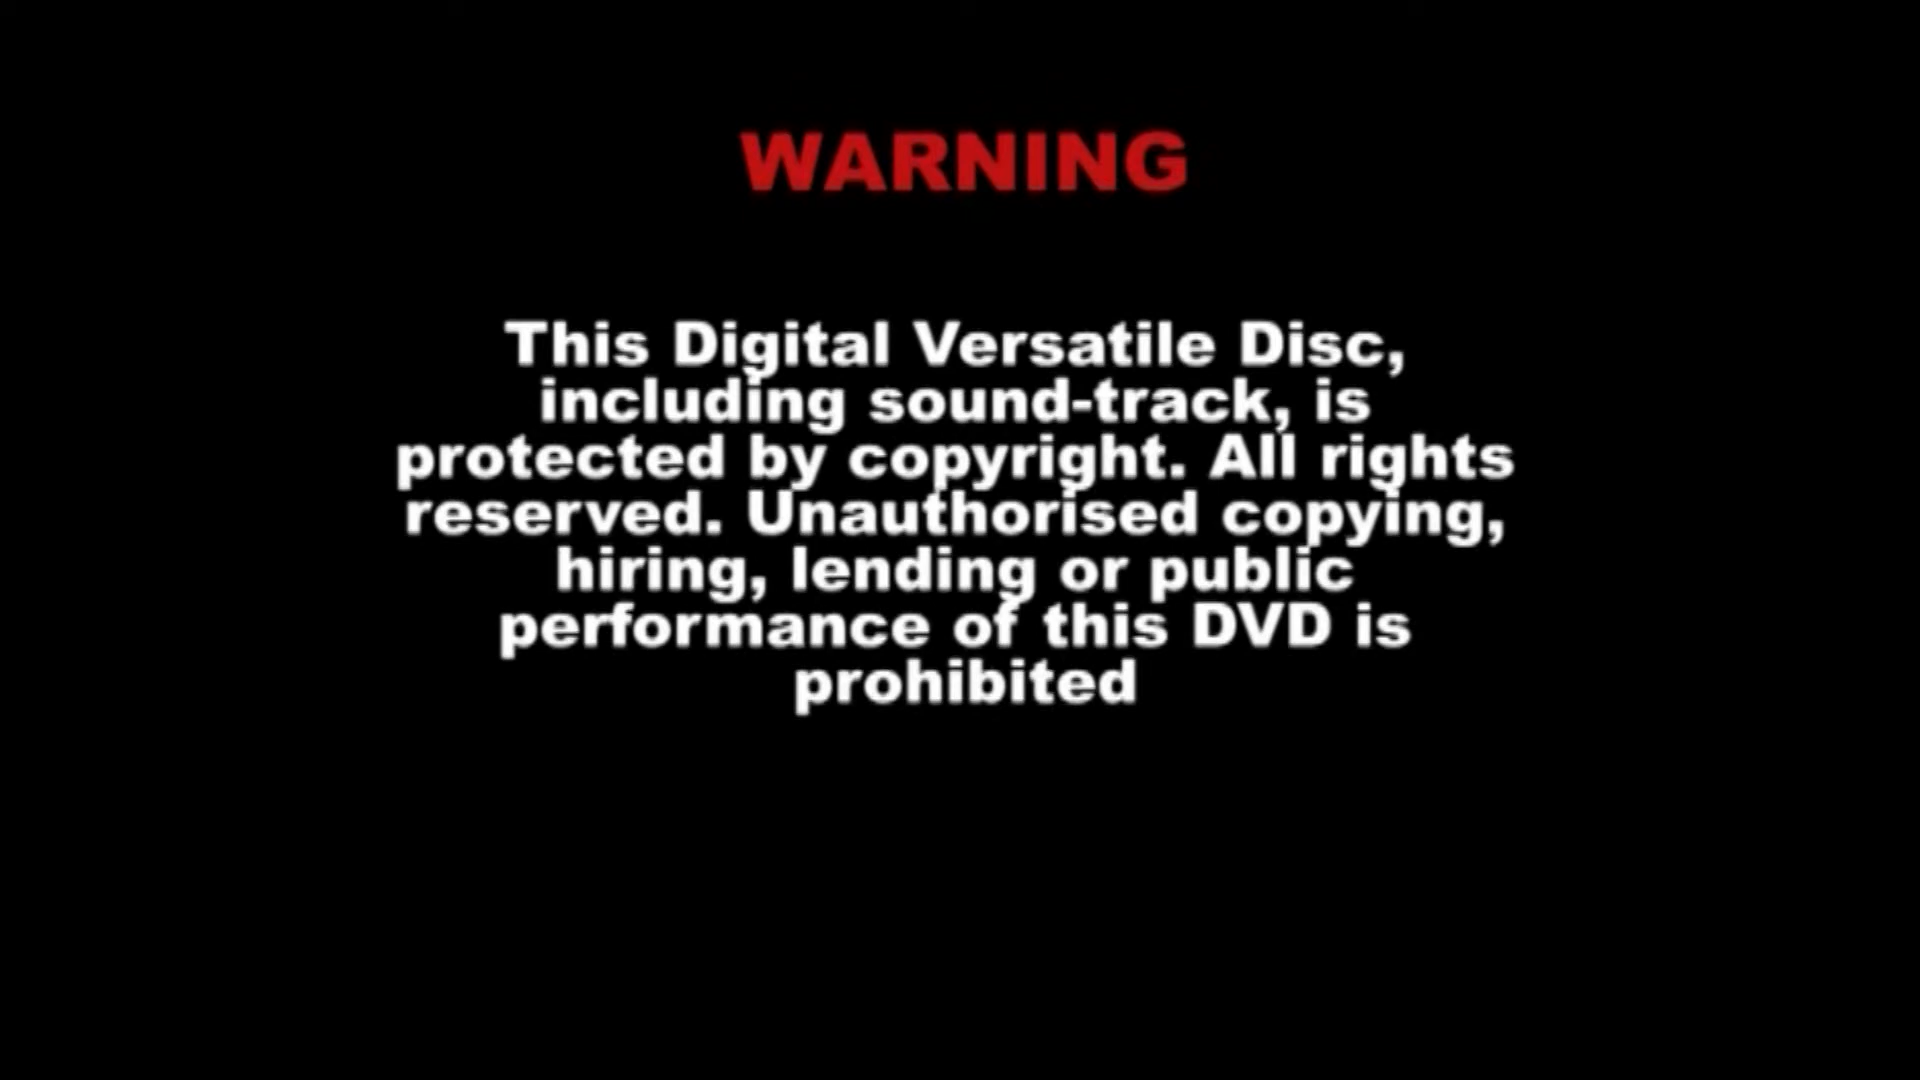 WARNING
This Digital Versatile Disc,
including sound-track, is
protected by copyright. All rights
reserved. Unauthorised copying,
hiring, lending or public
performance of this DVD is
prohibited